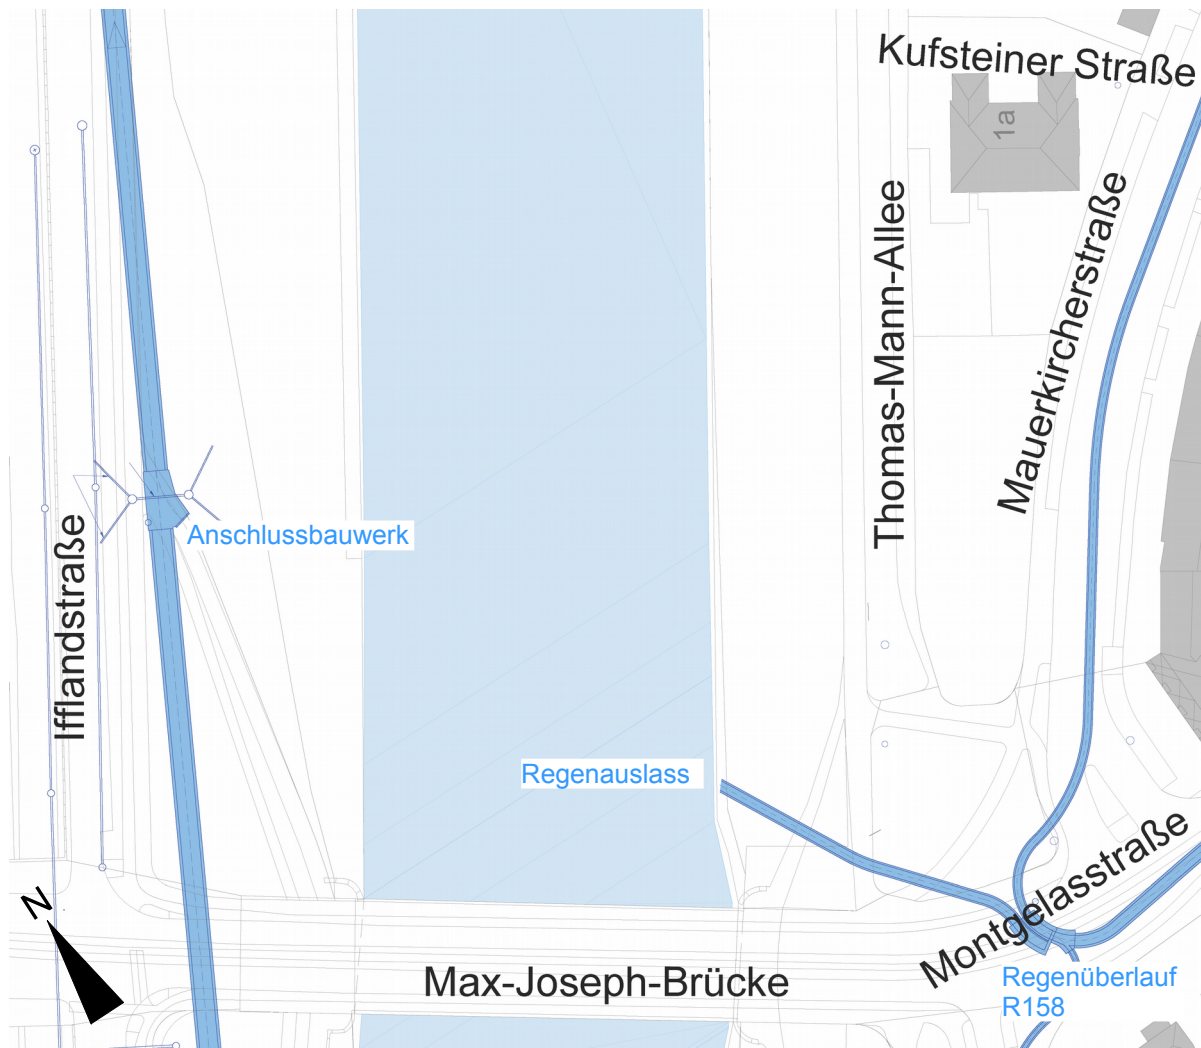 Kufsteiner Straße
1a
Thomas-Mann-Allee
Mauerkircherstraße
Anschlussbauwerk
Ifflandstraße
Regenauslass
Montgelasstraße
N
Max-Joseph-Brücke
Regenüberlauf
R158